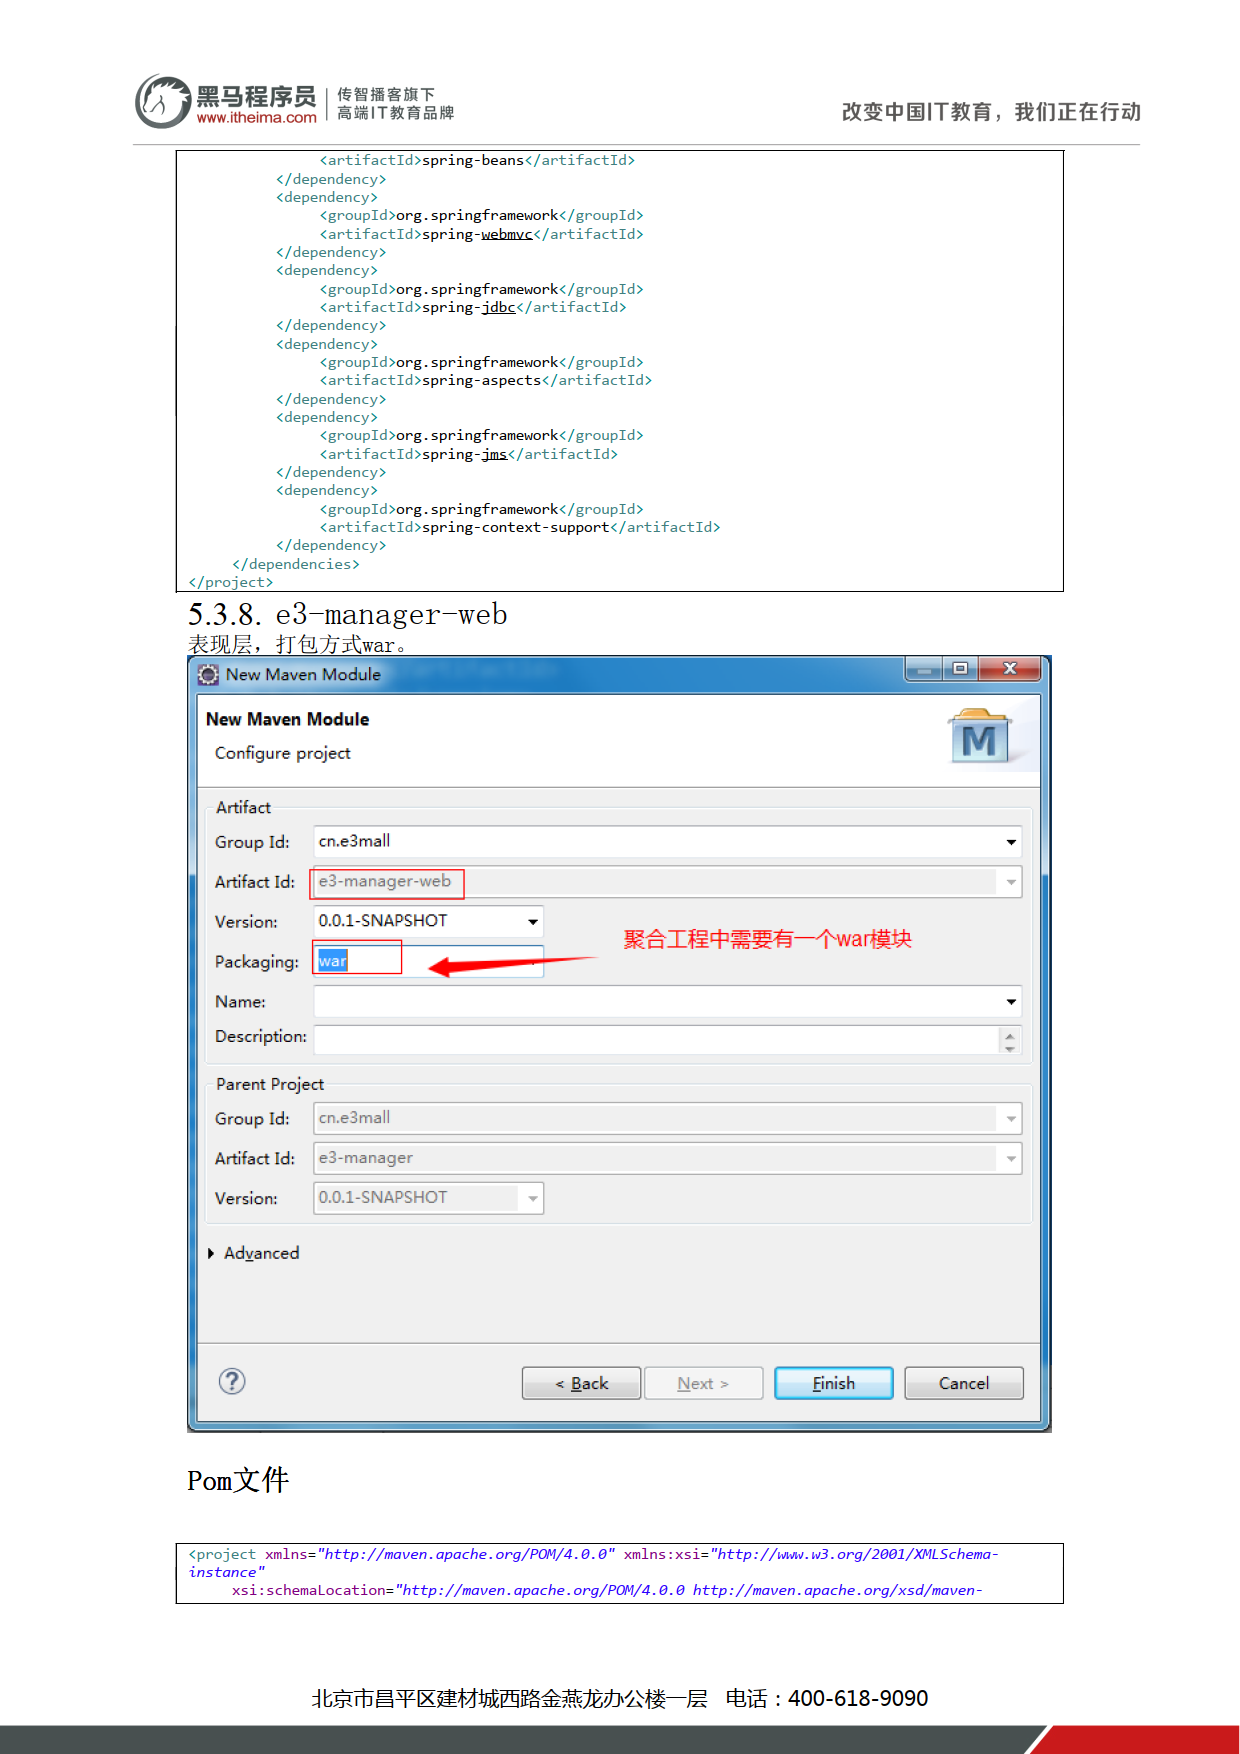 黑马程序员
www.itheima.com
传智播客旗下
高端IT教育品牌
改变中国IT教育，我们正在行动
<artifactId>spring-beans</artifactId>
</dependency>
<dependency>
<groupId>org.springframework</groupId>
<artifactId>spring-webmvc</artifactId>
</dependency>
<dependency>
<groupId>org.springframework</groupId>
<artifactId>spring-jdbc</artifactId>
</dependency>
<dependency>
<groupId>org.springframework</groupId>
<artifactId>spring-aspects</artifactId>
</dependency>
<dependency>
<groupId>org.springframework</groupId>
<artifactId>spring-jms</artifactId>
</dependency>
<dependency>
<groupId>org.springframework</groupId>
<artifactId>spring-context-support</artifactId>
</dependency>
</dependencies>
</project>
5.3.8. e3-manager-web
表现层，打包方式war。
New Maven Module
New Maven Module
Configure project
M
Artifact
Group Id: cn.e3mall
Artifact Id: e3-manager-web
Version: 0.0.1-SNAPSHOT
聚合工程中需要有一个war模块
Packaging: war
Name:
Description:
Parent Project
Group Id: cn.e3mall
Artifact Id: e3-manager
Version: 0.0.1-SNAPSHOT
Advanced
? < Back Next > Finish Cancel
Pom文件
<project xmlns="http://maven.apache.org/POM/4.0.0" xmlns:xsi="http://www.w3.org/2001/XMLSchema-
instance"
xsi:schemaLocation="http://maven.apache.org/POM/4.0.0 http://maven.apache.org/xsd/maven-
北京市昌平区建材城西路金燕龙办公楼一层 电话：400-618-9090